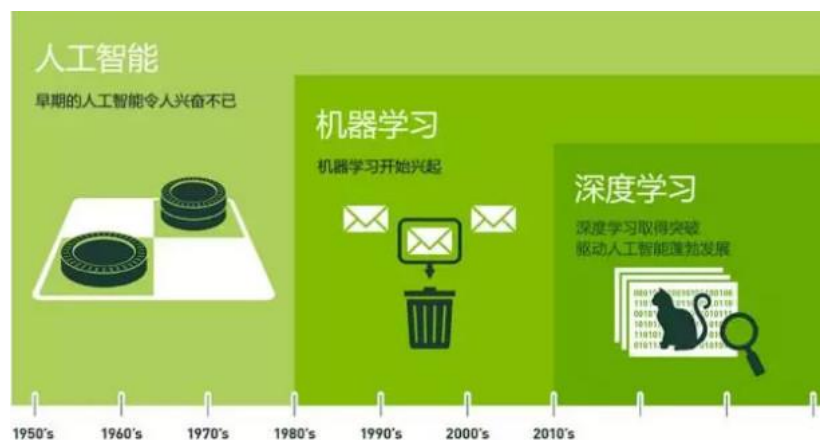 人工智能
早期的人工智能令人兴奋不已
机器学习
机器学习开始兴起
深度学习
深度学习取得突破
驱动人工智能蓬勃发展
1950's 1960's 1970's 1980's 1990's 2000's 2010's